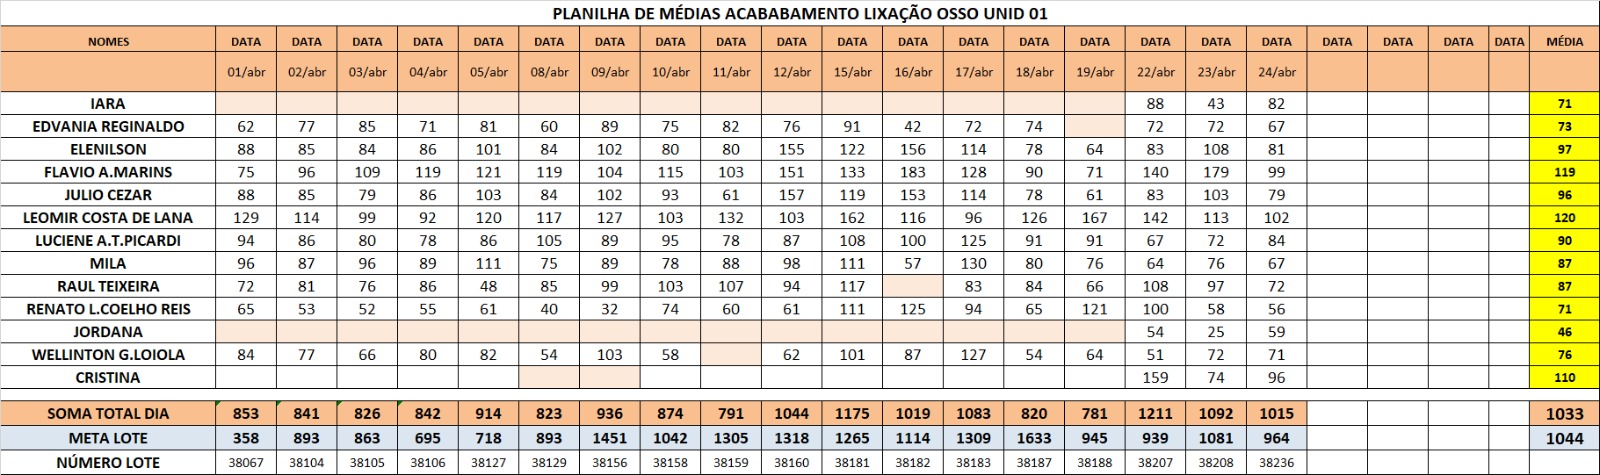 PLANILHA DE MÉDIAS ACABABAMENTO LIXAÇÃO OSSO UNID 01
NOMES DATA DATA DATA DATA DATA DATA DATA DATA DATA DATA DATA DATA DATA DATA DATA DATA DATA DATA DATA DATA DATA DATA MÉDIA
01/abr 02/abr 03/abr 04/abr 05/abr 08/abr 09/abr 10/abr 11/abr 12/abr 15/abr 16/abr 17/abr 18/abr 19/abr 22/abr 23/abr 24/abr
IARA 88 43 82 71
EDVANIA REGINALDO 62 77 85 71 81 60 89 75 82 76 91 42 72 74 72 72 67 73
ELENILSON 88 85 84 86 101 84 102 80 80 155 122 156 114 78 64 83 108 81 97
FLAVIO A.MARINS 75 96 109 119 121 119 104 115 103 151 133 183 128 90 71 140 179 99 119
JULIO CEZAR 88 85 79 86 103 84 102 93 61 157 119 153 114 78 61 83 103 79 96
LEOMIR COSTA DE LANA 129 114 99 92 120 117 127 103 132 103 162 116 96 126 167 142 113 102 120
LUCIENE A.T.PICARDI 94 86 80 78 86 105 89 95 78 87 108 100 125 91 91 67 72 84 90
MILA 96 87 96 89 111 75 89 78 88 98 111 57 130 80 76 64 76 67 87
RAUL TEIXEIRA 72 81 76 86 48 85 99 103 107 94 117 83 84 66 108 97 72 87
RENATO L.COELHO REIS 65 53 52 55 61 40 32 74 60 61 111 125 94 65 121 100 58 56 71
JORDANA 54 25 59 46
WELLINTON G.LOIOLA 84 77 66 80 82 54 103 58 62 101 87 127 54 64 51 72 71 76
CRISTINA 159 74 96 110
SOMA TOTAL DIA 853 841 826 842 914 823 936 874 791 1044 1175 1019 1083 820 781 1211 1092 1015 1033
META LOTE 358 893 863 695 718 893 1451 1042 1305 1318 1265 1114 1309 1633 945 939 1081 964 1044
NÚMERO LOTE 38067 38104 38105 38106 38127 38129 38156 38158 38159 38160 38181 38182 38183 38187 38188 38207 38208 38236